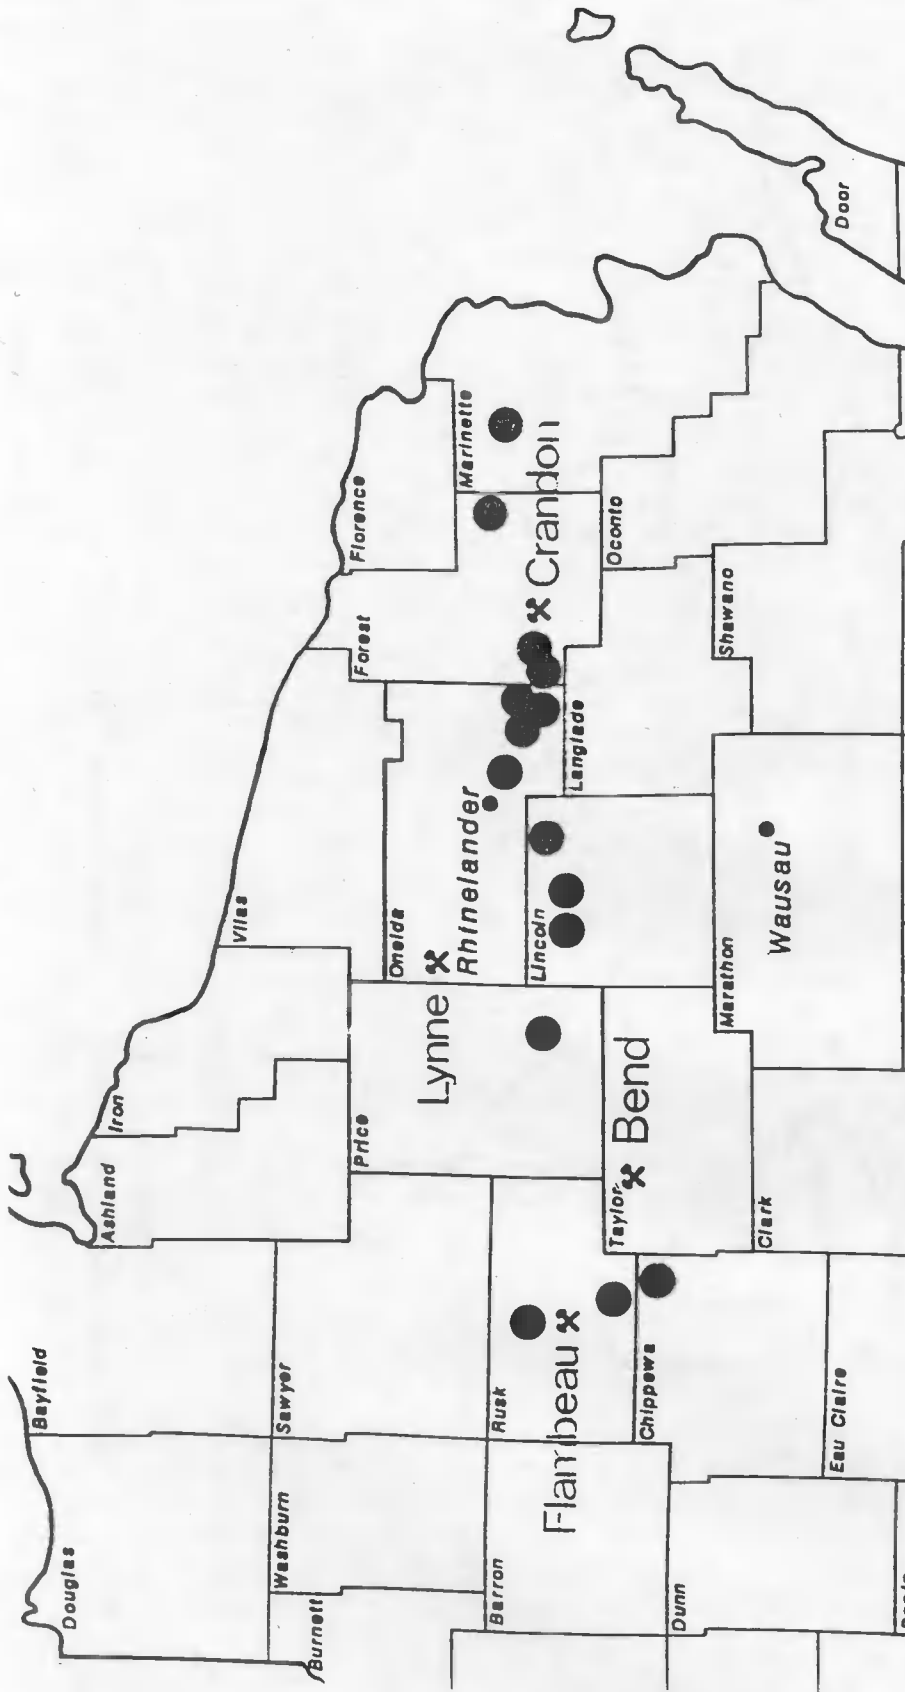 Douglas
Bayfield
Ashland
Iron
Vilas
Florence
Forest
Marinette
Door
Burnett
Washburn
Sawyer
Price
Oneida
Lynne
Rhinelander
Crandon
Barron
Rusk
Flambeau
Taylor
Bend
Lincoln
Langlade
Oconto
Dunn
Chippewa
Clark
Marathon
Wausau
Shawano
Eau Claire